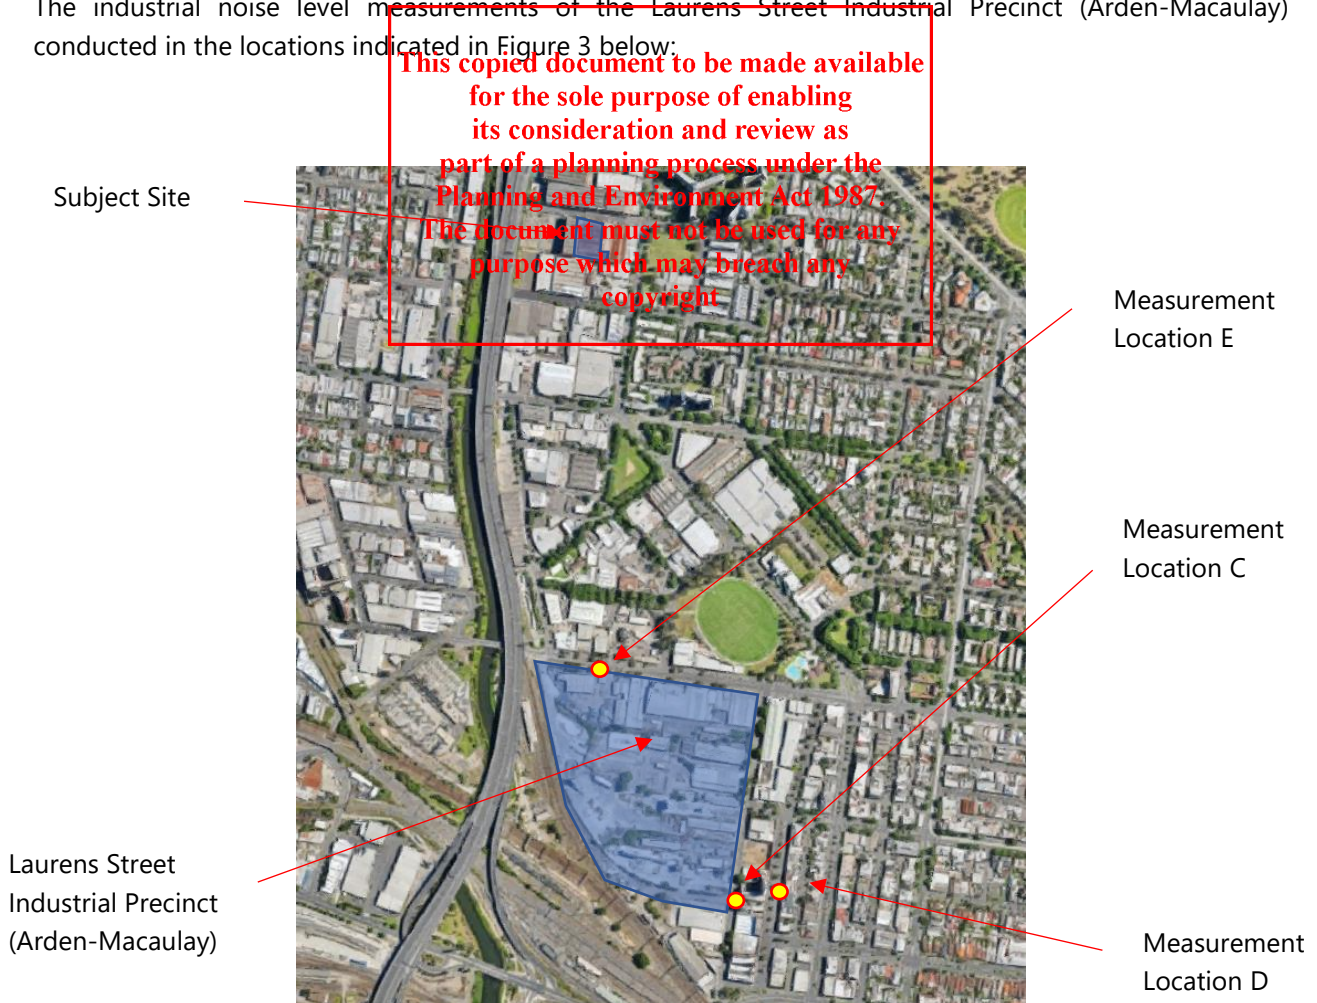 The industrial noise level measurements of the Laurens Street Industrial Precinct (Arden-Macaulay)
conducted in the locations indicated in Figure 3 below:
This copied document to be made available
for the sole purpose of enabling
its consideration and review as
part of a planning process under the
Planning and Environment Act 1987.
The document must not be used for any
purpose which may breach any
copyright
Subject Site
Measurement
Location E
Measurement
Location C
Laurens Street
Industrial Precinct
(Arden-Macaulay)
Measurement
Location D